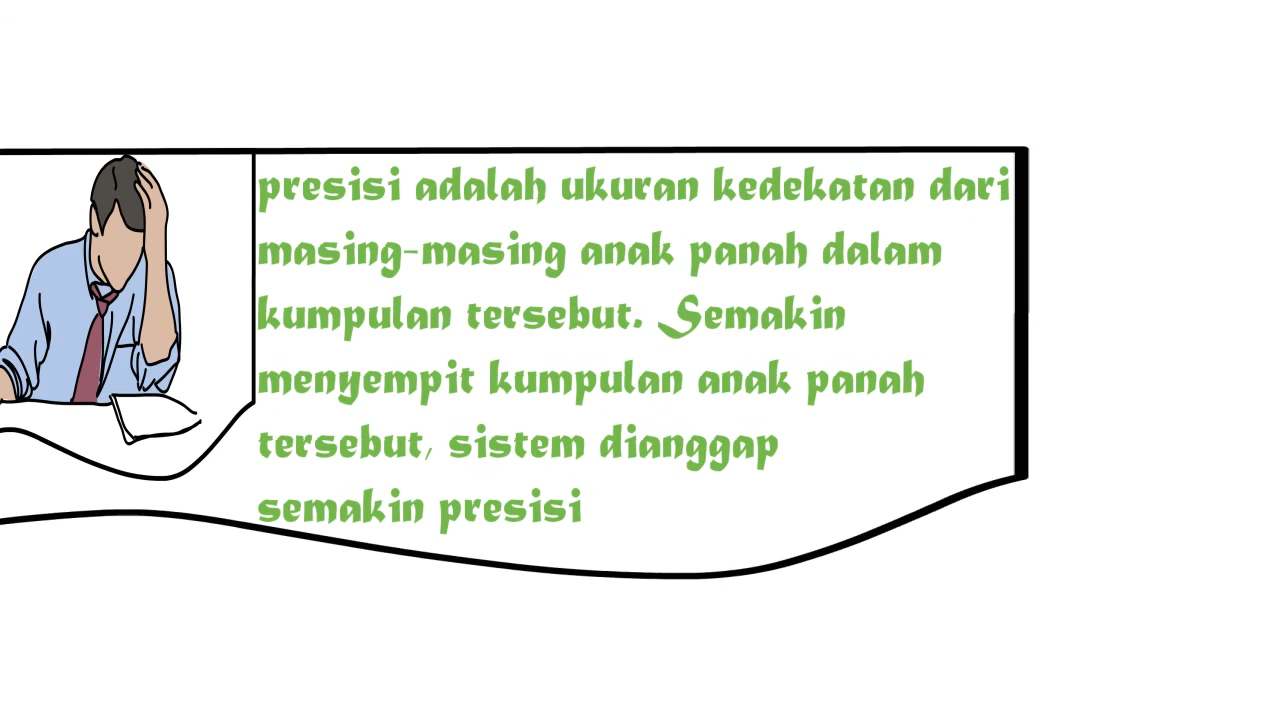 presisi adalah ukuran kedekatan dari
masing-masing anak panah dalam
kumpulan tersebut. Semakin
menyempit kumpulan anak panah
tersebut, sistem dianggap
semakin presisi